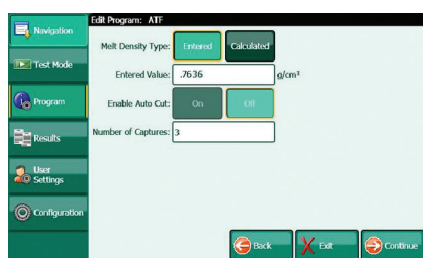 Edit Program: ATF
Navigation
Melt Density Type: Entered Calculated
Test Mode
Entered Value: .7636 g/cm³
Program
Enable Auto Cut: On Off
Number of Captures: 3
Results
User
Settings
Configuration
Back Exit Continue